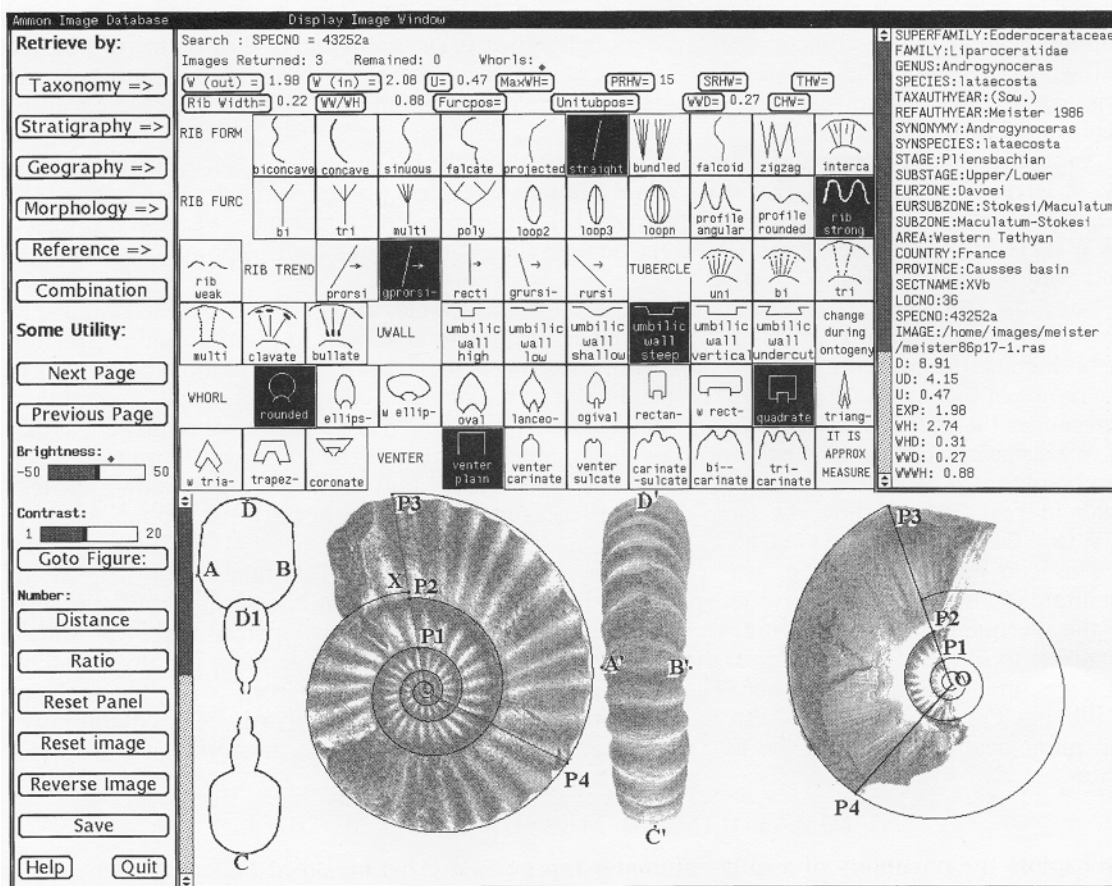 Ammon Image Database
Display Image Window
Retrieve by:
Taxonomy =>
Stratigraphy =>
Geography =>
Morphology =>
Reference =>
Combination
Some Utility:
Next Page
Previous Page
Brightness:
-50 50
Contrast:
1 20
Goto Figure:
Number:
Distance
Ratio
Reset Panel
Reset image
Reverse Image
Save
Help Quit
Search : SPECNO = 43252a
Images Returned: 3 Remained: 0 Whorls:
W (out) = 1.98 W (in) = 2.08 U= 0.47 MaxWH= PRHW= 15 SRHW= THW=
Rib Width= 0.22 WW/WH 0.88 Furcpos= Unitubpos= WWD= 0.27 CHW=
RIB FORM biconcave concave sinuous falcate projected straight bundled falcoid zigzag interca
RIB FURC bi tri multi poly loop2 loop3 loopn profile angular profile rounded rib strong
rib weak RIB TREND prorsi gprorsi- recti grursi- rursi TUBERCLE uni bi tri
multi clavate bullate UWALL umbilic wall high umbilic wall low umbilic wall shallow umbilic wall steep umbilic wall vertical umbilic wall undercut change during ontogeny
WHORL rounded ellips- w ellip- oval lanceo- ogival rectan- w rect- quadrate triang-
w tria- trapez- coronate VENTER venter plain venter carinate venter sulcate carinate -sulcate bi-- carinate tri- carinate IT IS APPROX MEASURE
SUPERFAMILY:Eoderocerataceae
FAMILY:Liparoceratidae
GENUS:Androgynoceras
SPECIES:lataecosta
TAXAUTHYEAR:(Sow.)
REFAUTHYEAR:Meister 1986
SYNONYMY:Androgynoceras
SYNSPECIES:lataecosta
STAGE:Pliensbachian
SUBSTAGE:Upper/Lower
EURZONE:Davoei
EURSUBZONE:Stokesi/Maculatum
SUBZONE:Maculatum-Stokesi
AREA:Western Tethyan
COUNTRY:France
PROVINCE:Causses basin
SECTNAME:XVb
LOCNO:36
SPECNO:43252a
IMAGE:/home/images/meister
/meister86p17-1.ras
D: 8.91
UD: 4.15
U: 0.47
EXP: 1.98
WH: 2.74
WHD: 0.31
WWD: 0.27
WWWH: 0.88
D
A B
D1
C
P3
X P2
P1
O
P4
D'
A' B'
C'
P3
P2
P1
O
P4